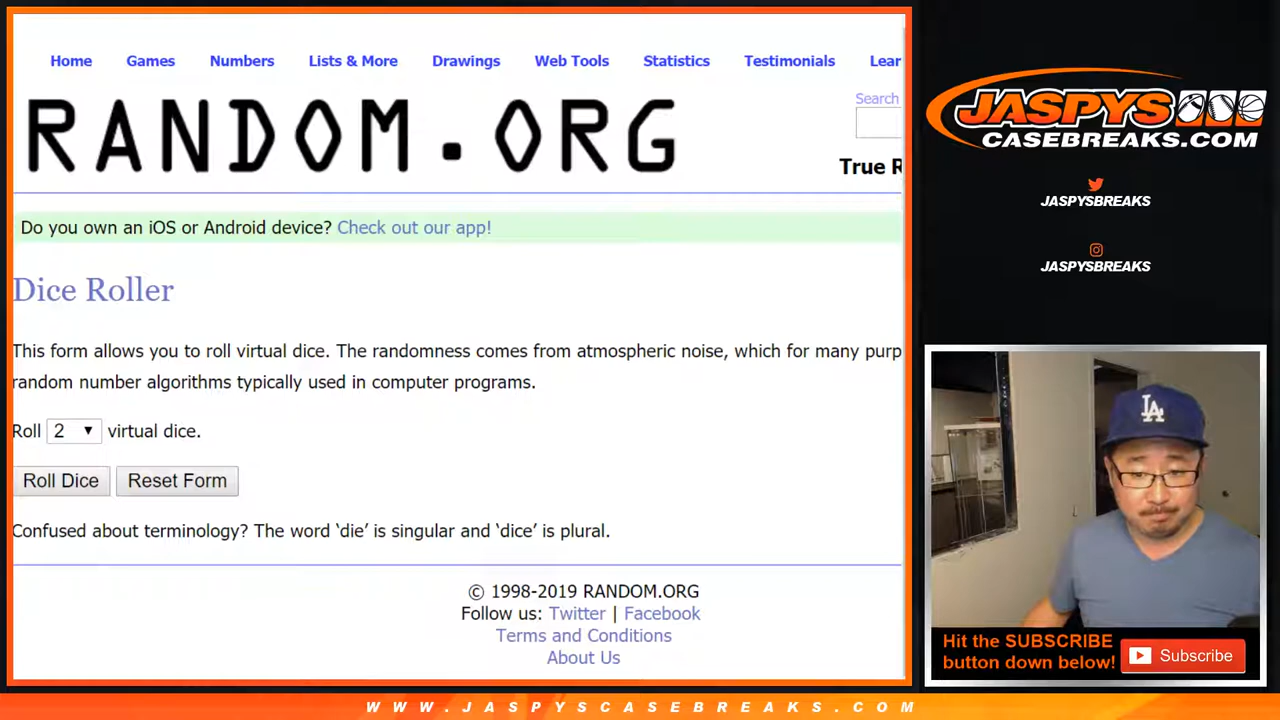 Home Games Numbers Lists & More Drawings Web Tools Statistics Testimonials Lear
RANDOM.ORG
Search
True R
Do you own an iOS or Android device? Check out our app!
Dice Roller
This form allows you to roll virtual dice. The randomness comes from atmospheric noise, which for many purp
random number algorithms typically used in computer programs.
Roll 2 virtual dice.
Roll Dice Reset Form
Confused about terminology? The word ‘die’ is singular and ‘dice’ is plural.
© 1998-2019 RANDOM.ORG
Follow us: Twitter | Facebook
Terms and Conditions
About Us
JASPYS
CASEBREAKS.COM
JASPYSBREAKS
JASPYSBREAKS
LA
Hit the SUBSCRIBE
button down below!
Subscribe
WWW.JASPYSCASEBREAKS.COM